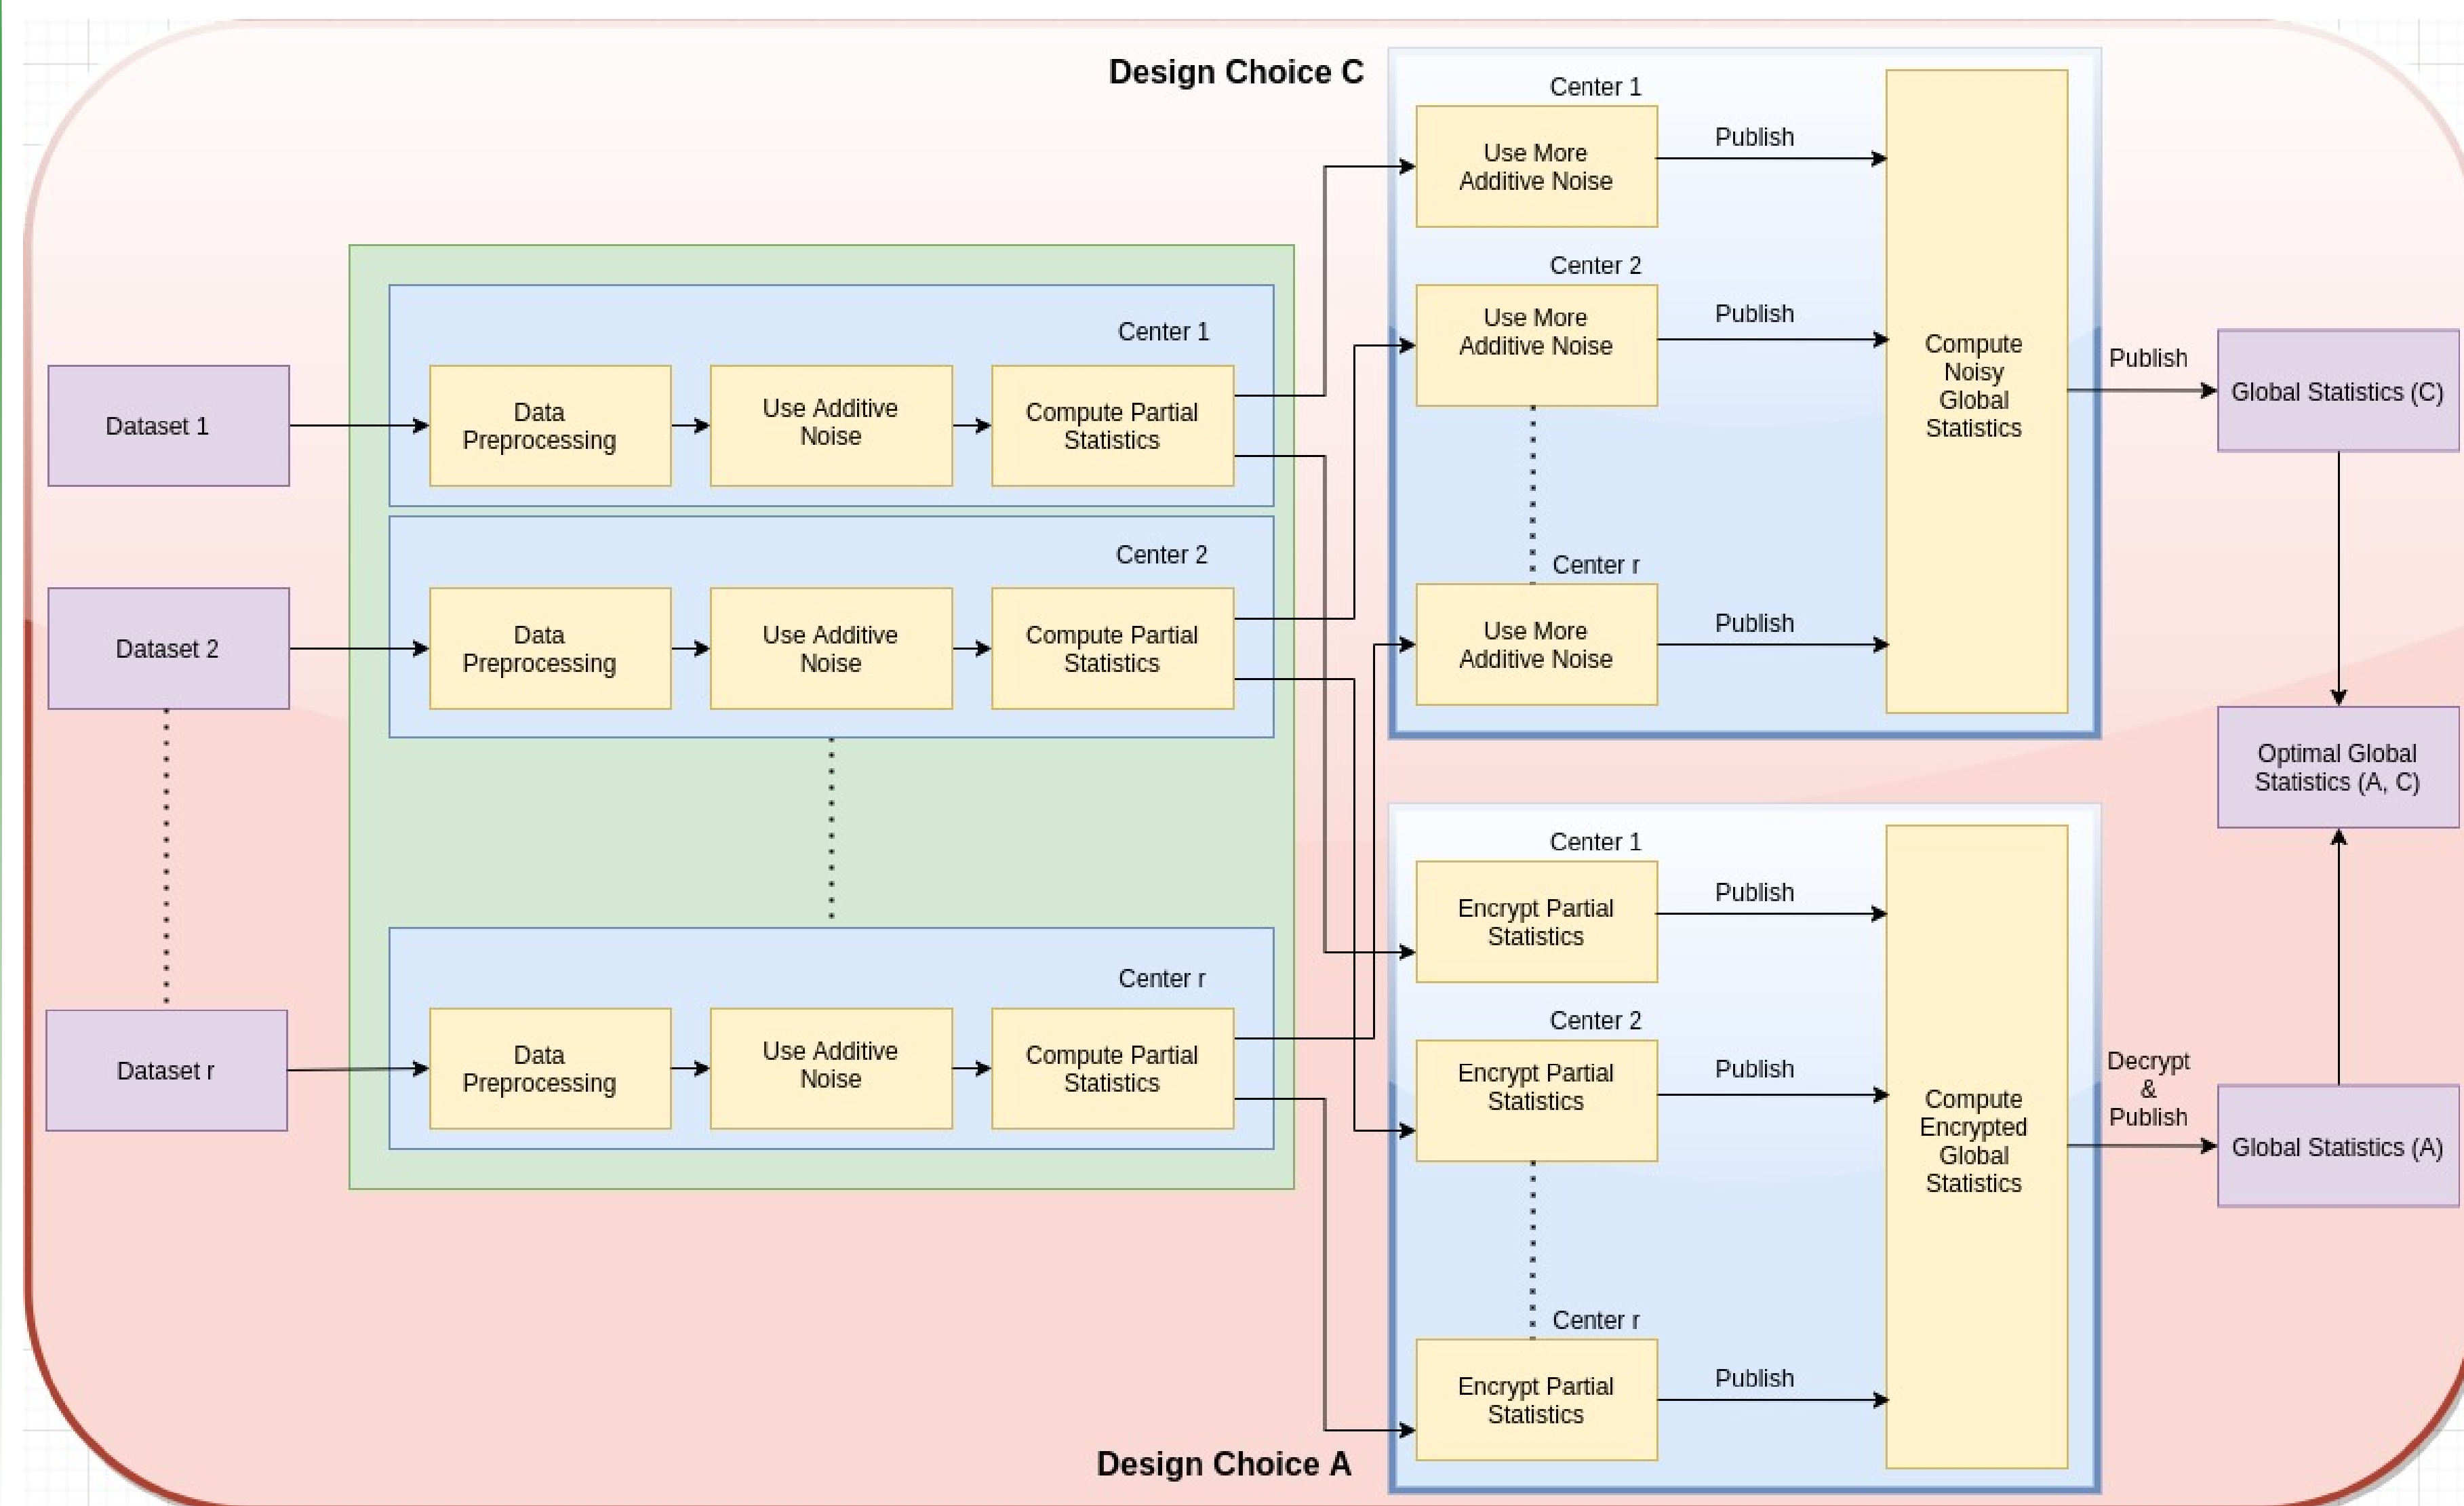 Design Choice C
Dataset 1
Dataset 2
Dataset r
Center 1
Data
Preprocessing
Use Additive
Noise
Compute Partial
Statistics
Center 2
Data
Preprocessing
Use Additive
Noise
Compute Partial
Statistics
Center r
Data
Preprocessing
Use Additive
Noise
Compute Partial
Statistics
Center 1
Use More
Additive Noise
Publish
Center 2
Use More
Additive Noise
Publish
Center r
Use More
Additive Noise
Publish
Compute
Noisy
Global
Statistics
Publish
Global Statistics (C)
Optimal Global
Statistics (A, C)
Center 1
Encrypt Partial
Statistics
Publish
Center 2
Encrypt Partial
Statistics
Publish
Center r
Encrypt Partial
Statistics
Publish
Compute
Encrypted
Global
Statistics
Decrypt
&
Publish
Global Statistics (A)
Design Choice A